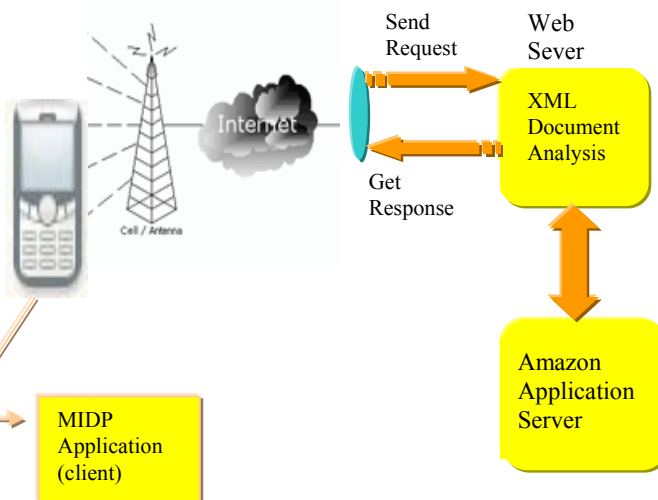 Send
Request
Web
Sever
XML
Document
Analysis
Internet
Get
Response
Cell / Antenna
Amazon
Application
Server
MIDP
Application
(client)